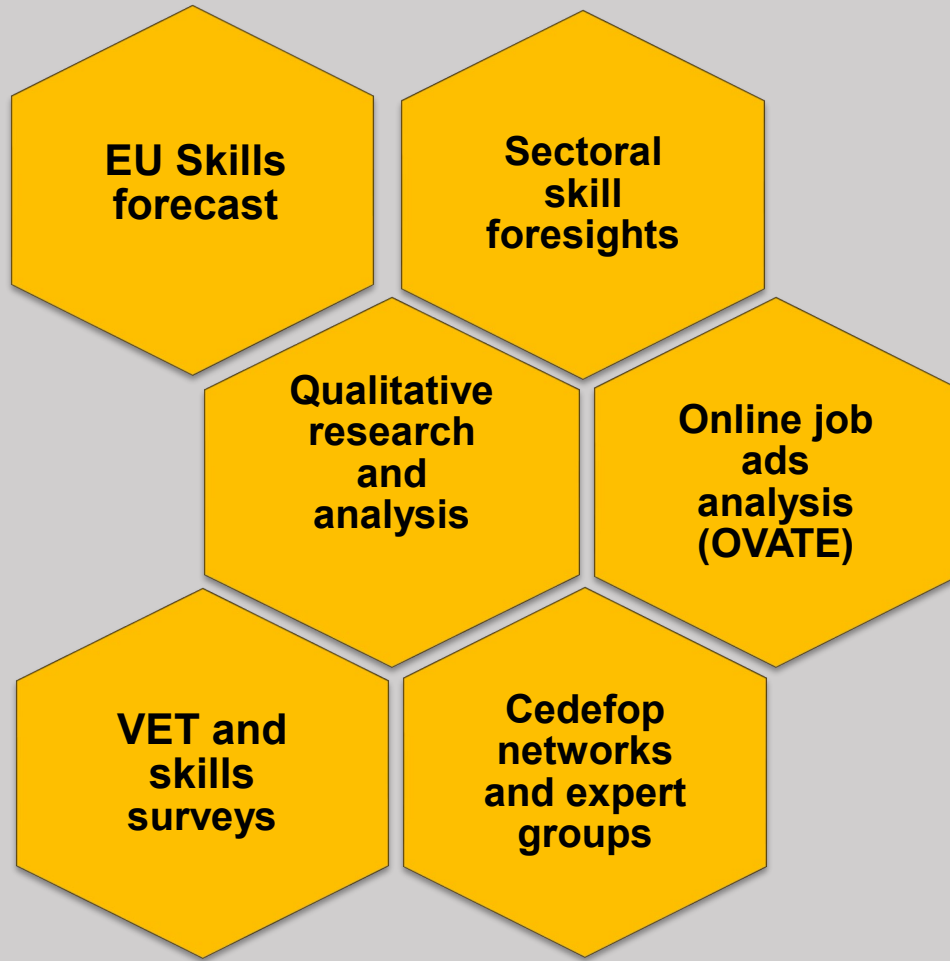 EU Skills
forecast
Sectoral
skill
foresights
Qualitative
research
and
analysis
Online job
ads
analysis
(OVATE)
VET and
skills
surveys
Cedefop
networks
and expert
groups